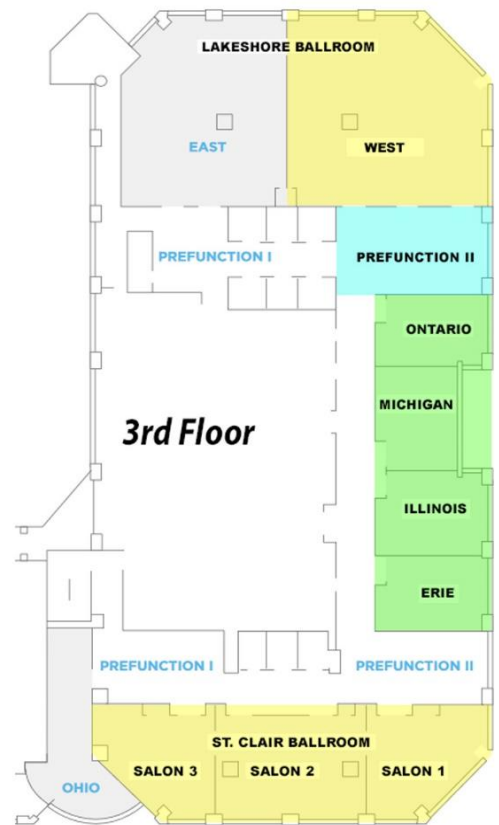 LAKESHORE BALLROOM
EAST
WEST
PREFUNCTION I
PREFUNCTION II
ONTARIO
MICHIGAN
3rd Floor
ILLINOIS
ERIE
PREFUNCTION I
PREFUNCTION II
ST. CLAIR BALLROOM
SALON 3
SALON 2
SALON 1
OHIO